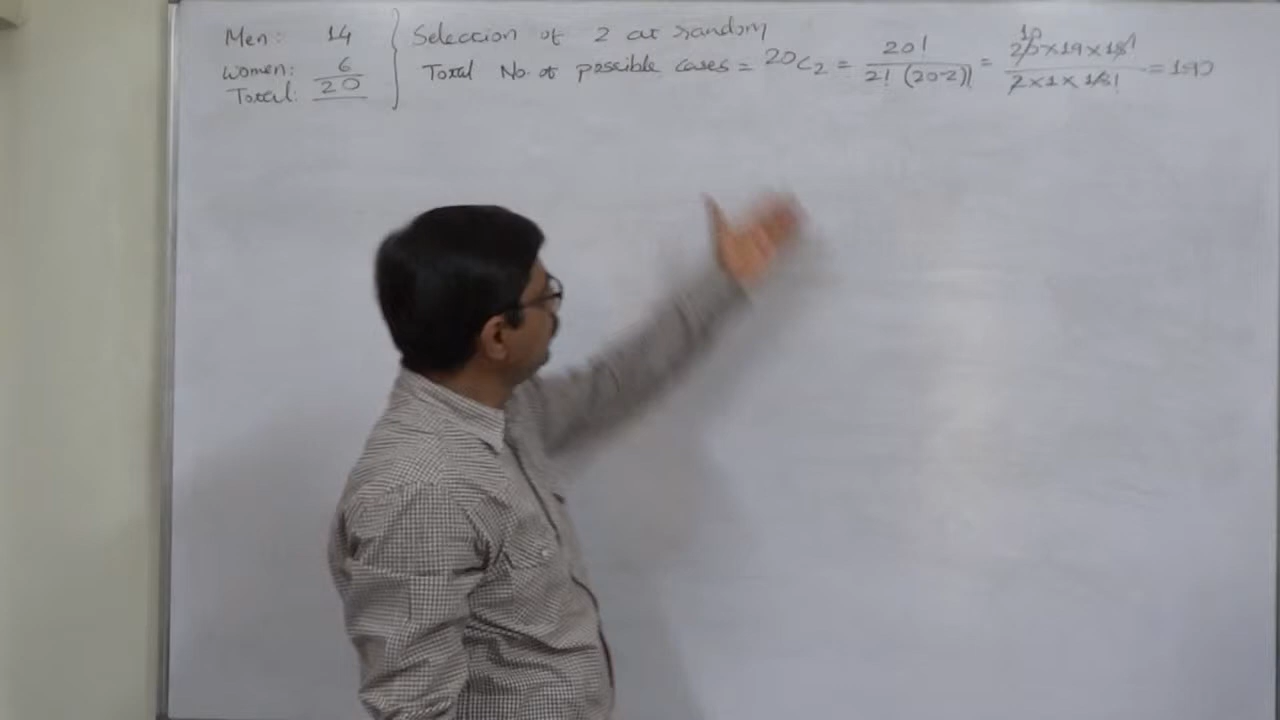 Men: 14
Women: 6
Total: 20
Selection of 2 at random
Total No. of possible cases = 20C2 = 20! / 2! (20-2)! = 20×19×18! / 2×1×18! = 190
10